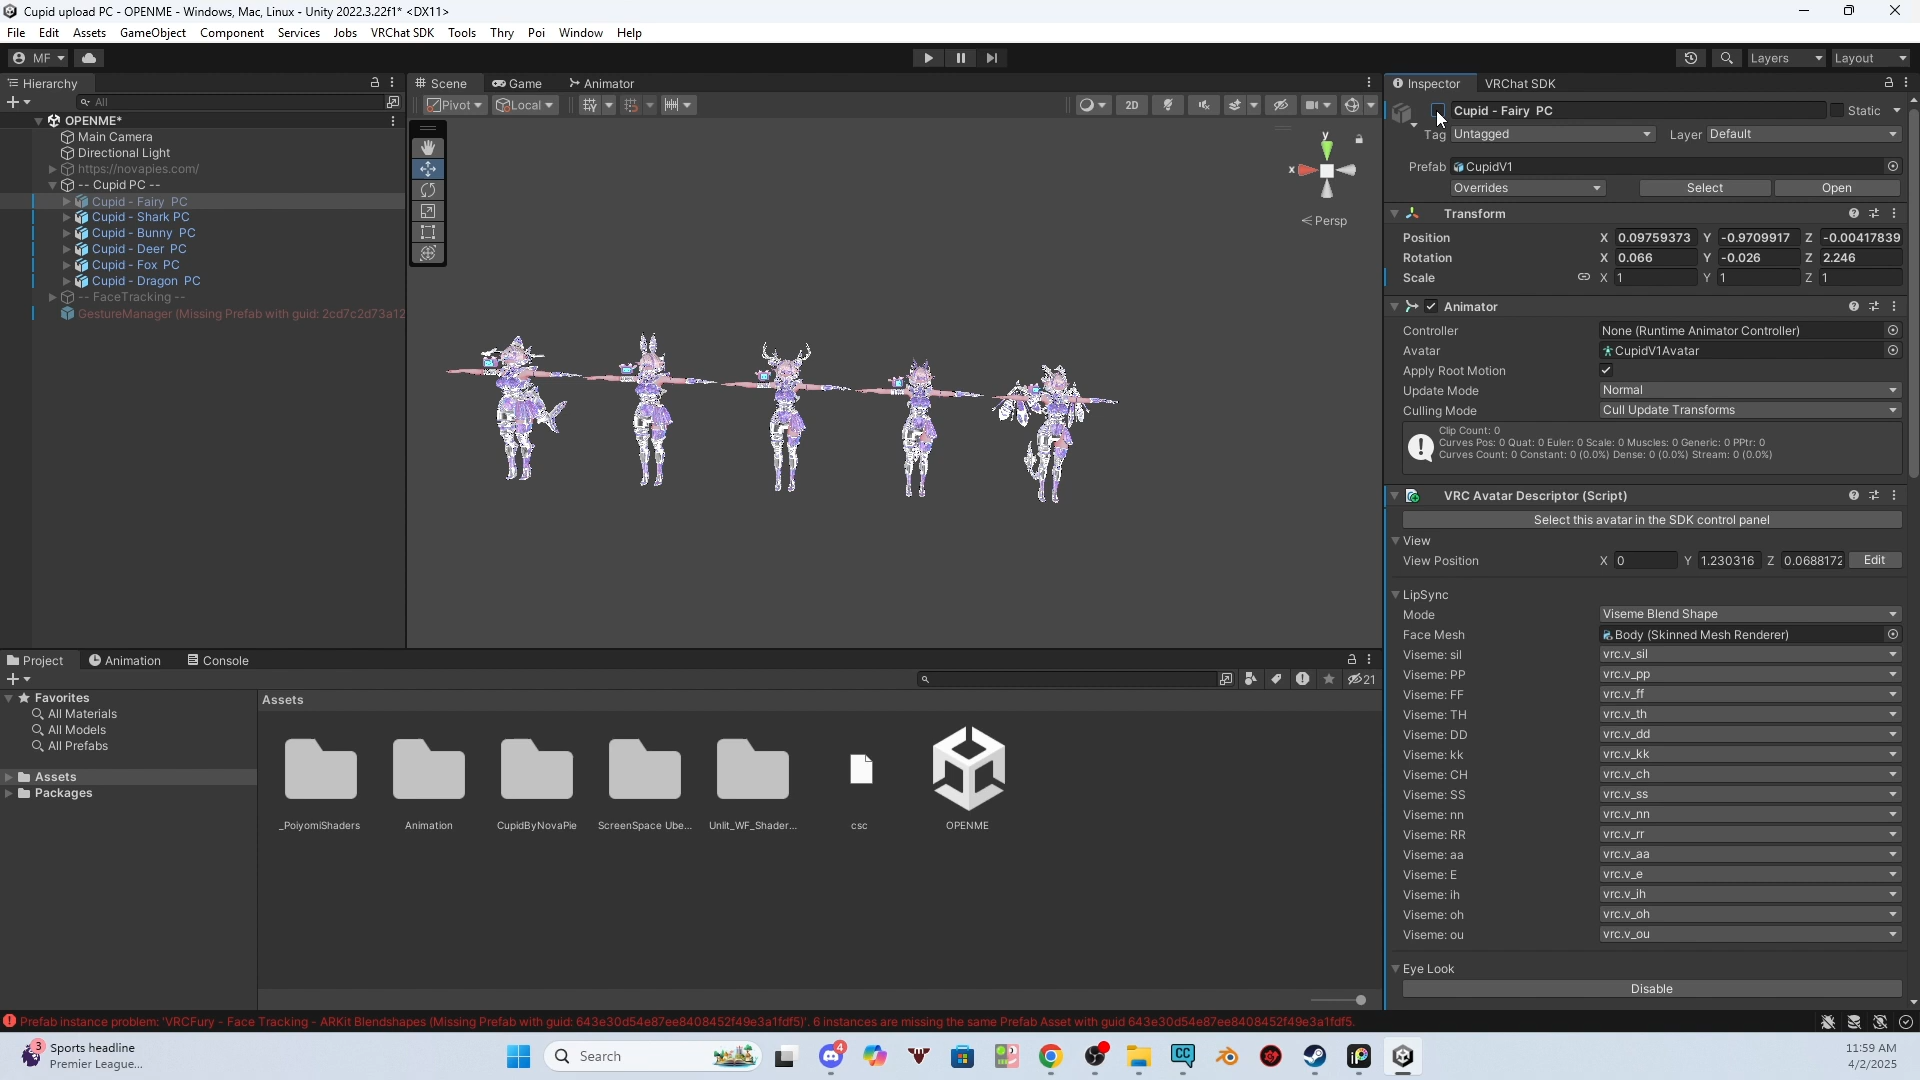 Cupid upload PC - OPENME - Windows, Mac, Linux - Unity 2022.3.22f1* <DX11>
File Edit Assets GameObject Component Services Jobs VRChat SDK Tools Thry Poi Window Help
MF Layers Layout
Hierarchy
All
OPENME*
Main Camera
Directional Light
https://novapies.com/
-- Cupid PC --
Cupid - Fairy PC
Cupid - Shark PC
Cupid - Bunny PC
Cupid - Deer PC
Cupid - Fox PC
Cupid - Dragon PC
-- FaceTracking --
GestureManager (Missing Prefab with guid: 2cd7c2d73a12
Scene Game Animator
Pivot Local 2D
y
x
Persp
Inspector VRChat SDK
Cupid - Fairy PC Static
Tag Untagged Layer Default
Prefab CupidV1
Overrides Select Open
Transform
Position X 0.09759373 Y -0.9709917 Z -0.00417839
Rotation X 0.066 Y -0.026 Z 2.246
Scale X 1 Y 1 Z 1
Animator
Controller None (Runtime Animator Controller)
Avatar CupidV1Avatar
Apply Root Motion
Update Mode Normal
Culling Mode Cull Update Transforms
Clip Count: 0
Curves Pos: 0 Quat: 0 Euler: 0 Scale: 0 Muscles: 0 Generic: 0 PPtr: 0
Curves Count: 0 Constant: 0 (0.0%) Dense: 0 (0.0%) Stream: 0 (0.0%)
VRC Avatar Descriptor (Script)
Select this avatar in the SDK control panel
View
View Position X 0 Y 1.230316 Z 0.0688172 Edit
LipSync
Mode Viseme Blend Shape
Face Mesh Body (Skinned Mesh Renderer)
Viseme: sil vrc.v_sil
Viseme: PP vrc.v_pp
Viseme: FF vrc.v_ff
Viseme: TH vrc.v_th
Viseme: DD vrc.v_dd
Viseme: kk vrc.v_kk
Viseme: CH vrc.v_ch
Viseme: SS vrc.v_ss
Viseme: nn vrc.v_nn
Viseme: RR vrc.v_rr
Viseme: aa vrc.v_aa
Viseme: E vrc.v_e
Viseme: ih vrc.v_ih
Viseme: oh vrc.v_oh
Viseme: ou vrc.v_ou
Eye Look
Disable
Project Animation Console
21
Favorites
All Materials
All Models
All Prefabs
Assets
Packages
Assets
_PoiyomiShaders Animation CupidByNovaPie ScreenSpace Ube... Unlit_WF_Shader... csc OPENME
Prefab instance problem: 'VRCFury - Face Tracking - ARKit Blendshapes (Missing Prefab with guid: 643e30d54e87ee8408452f49e3a1fdf5)'. 6 instances are missing the same Prefab Asset with guid 643e30d54e87ee8408452f49e3a1fdf5.
3
Sports headline
Premier League...
Search
4
CC
11:59 AM
4/2/2025